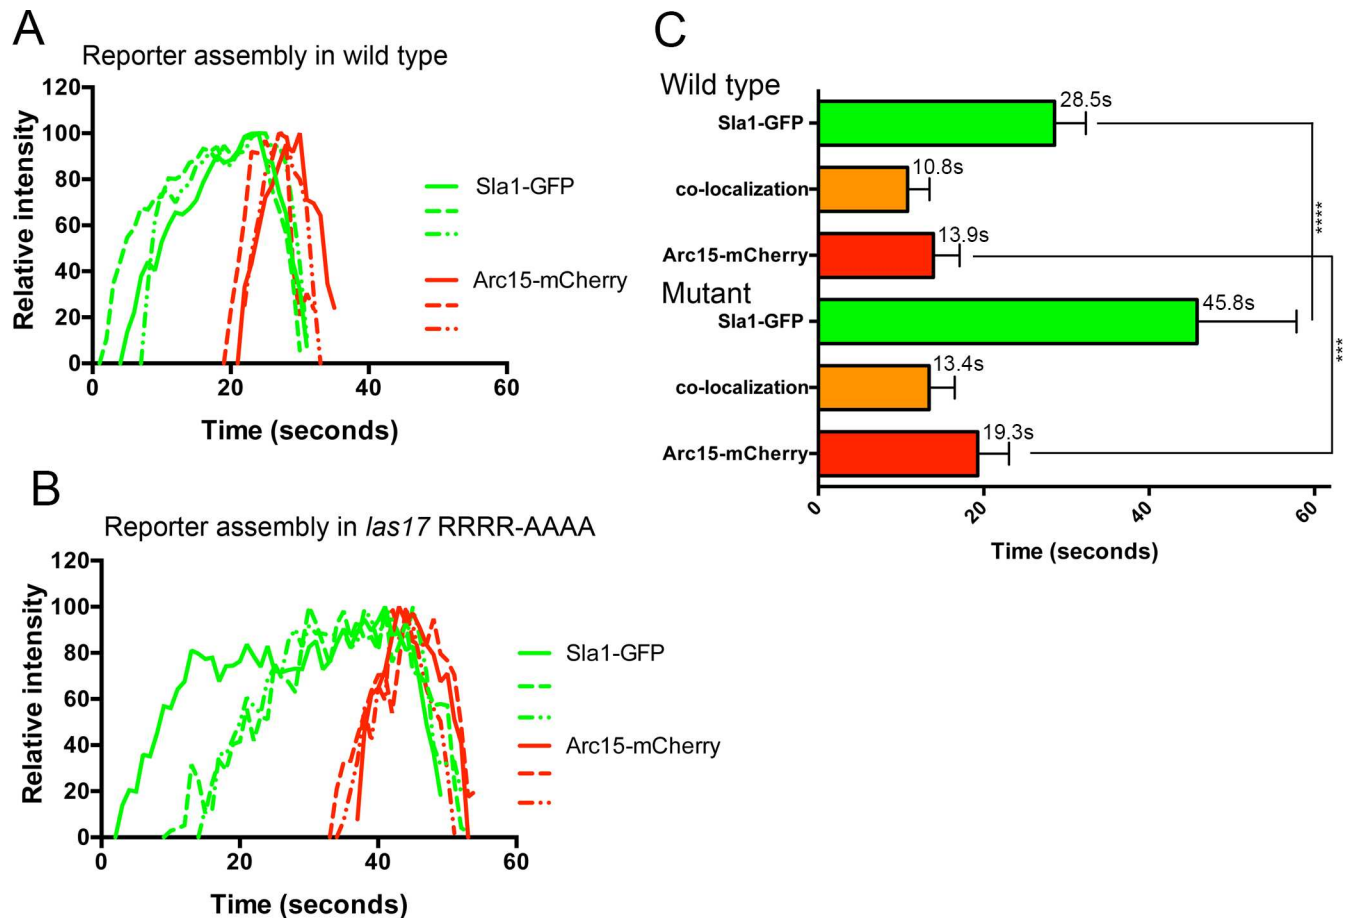 A
Reporter assembly in wild type
120
100
80
60
40
20
0
Relative intensity
0 20 40 60
Time (seconds)
Sla1-GFP
Arc15-mCherry
B
Reporter assembly in las17 RRRR-AAAA
120
100
80
60
40
20
0
Relative intensity
0 20 40 60
Time (seconds)
Sla1-GFP
Arc15-mCherry
C
Wild type
Sla1-GFP 28.5s
co-localization 10.8s
Arc15-mCherry 13.9s
Mutant
Sla1-GFP 45.8s
co-localization 13.4s
Arc15-mCherry 19.3s
****
***
0 20 40 60
Time (seconds)